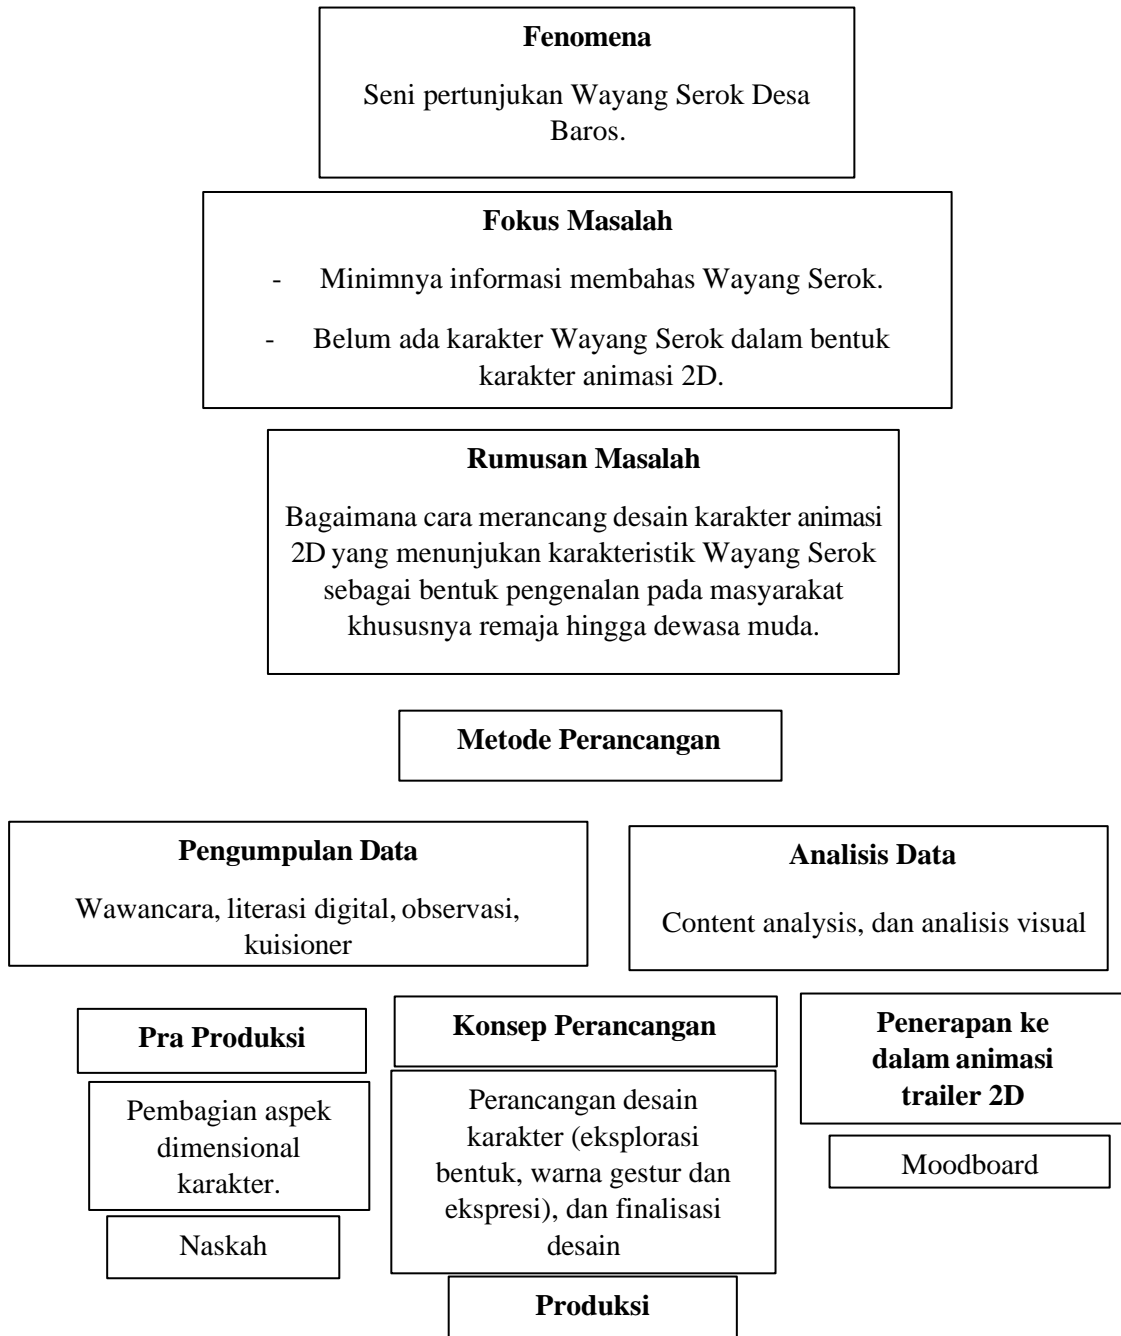 Fenomena
Seni pertunjukan Wayang Serok Desa
Baros.
Fokus Masalah
- Minimnya informasi membahas Wayang Serok.
- Belum ada karakter Wayang Serok dalam bentuk
karakter animasi 2D.
Rumusan Masalah
Bagaimana cara merancang desain karakter animasi
2D yang menunjukan karakteristik Wayang Serok
sebagai bentuk pengenalan pada masyarakat
khususnya remaja hingga dewasa muda.
Metode Perancangan
Pengumpulan Data
Wawancara, literasi digital, observasi,
kuisioner
Analisis Data
Content analysis, dan analisis visual
Pra Produksi
Pembagian aspek
dimensional
karakter.
Naskah
Konsep Perancangan
Perancangan desain
karakter (eksplorasi
bentuk, warna gestur dan
ekspresi), dan finalisasi
desain
Produksi
Penerapan ke
dalam animasi
trailer 2D
Moodboard